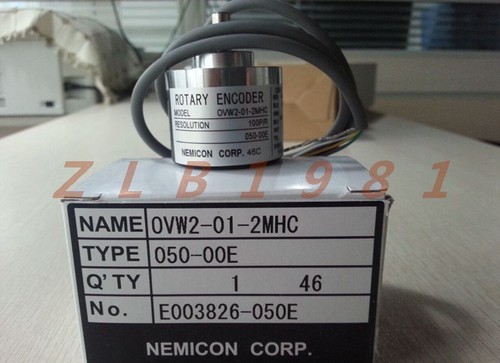 ROTARY ENCODER
MODEL OVW2-01-2MHC
RESOLUTION 100P/R
050-00E
NEMICON CORP. 46C
ZLB1981
NAME OVW2-01-2MHC
TYPE 050-00E
Q'TY 1 46
No. E003826-050E
NEMICON CORP.